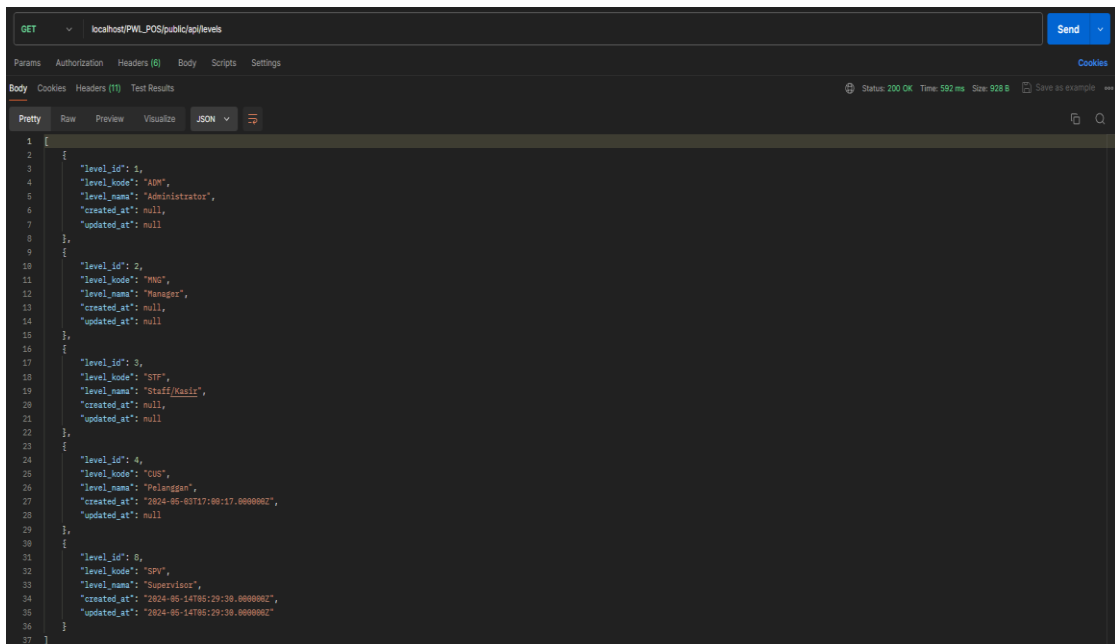 GET localhost/PWL_POS/public/api/levels Send
Params Authorization Headers (6) Body Scripts Settings Cookies
Body Cookies Headers (11) Test Results Status: 200 OK Time: 592 ms Size: 928 B Save as example
Pretty Raw Preview Visualize JSON
1 [
2 {
3 "level_id": 1,
4 "level_kode": "ADM",
5 "level_nama": "Administrator",
6 "created_at": null,
7 "updated_at": null
8 },
9 {
10 "level_id": 2,
11 "level_kode": "MNG",
12 "level_nama": "Manager",
13 "created_at": null,
14 "updated_at": null
15 },
16 {
17 "level_id": 3,
18 "level_kode": "STF",
19 "level_nama": "Staff/Kasir",
20 "created_at": null,
21 "updated_at": null
22 },
23 {
24 "level_id": 4,
25 "level_kode": "CUS",
26 "level_nama": "Pelanggan",
27 "created_at": "2024-05-03T17:00:17.000000Z",
28 "updated_at": null
29 },
30 {
31 "level_id": 8,
32 "level_kode": "SPV",
33 "level_nama": "Supervisor",
34 "created_at": "2024-05-14T05:29:30.000000Z",
35 "updated_at": "2024-05-14T05:29:30.000000Z"
36 }
37 ]